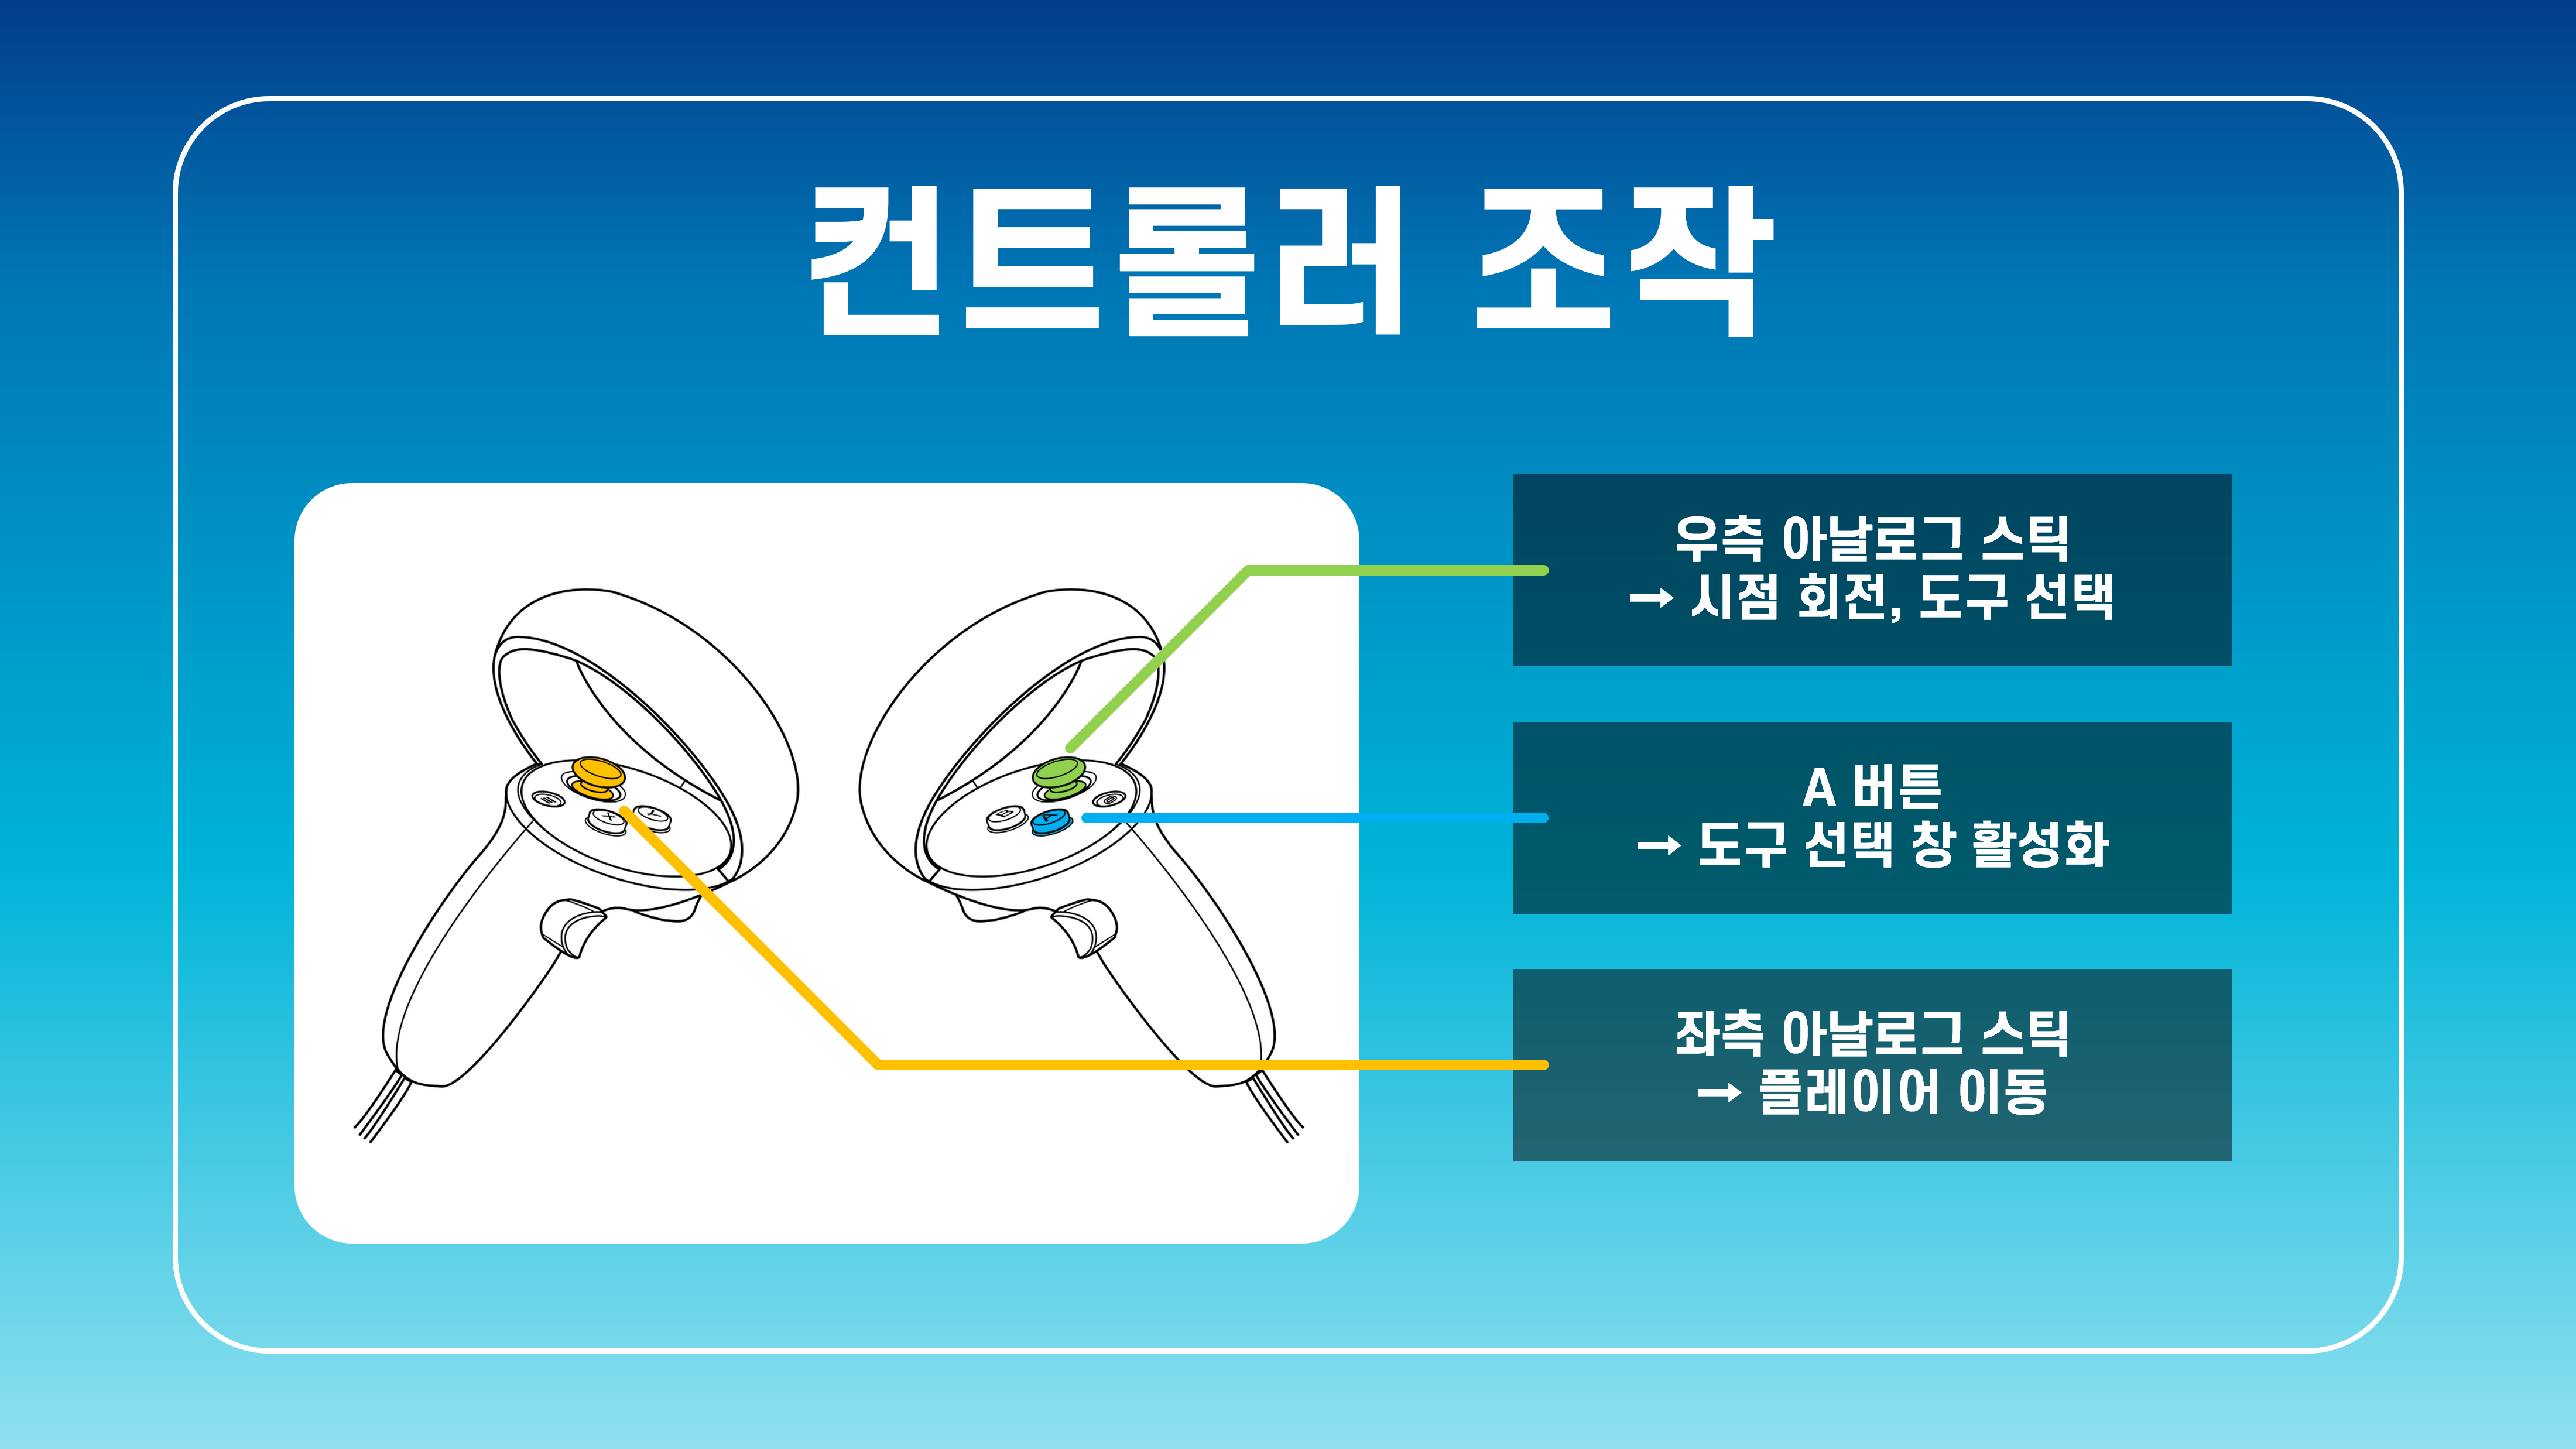 컨트롤러 조작
우측 아날로그 스틱
→ 시점 회전, 도구 선택
A 버튼
→ 도구 선택 창 활성화
좌측 아날로그 스틱
→ 플레이어 이동
X
Y
B
A